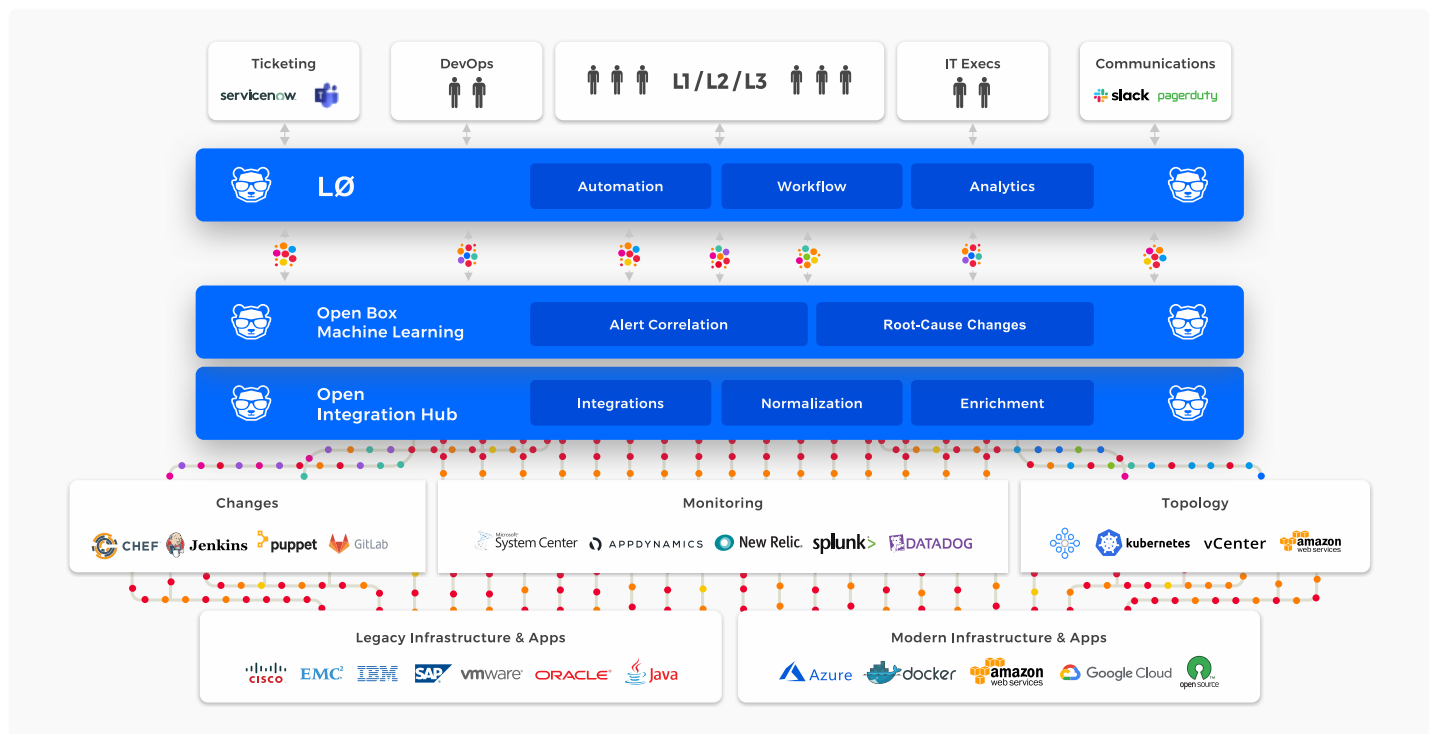 Ticketing
servicenow
T
DevOps
L1 / L2 / L3
IT Execs
Communications
slack
pagerduty
LØ
Automation
Workflow
Analytics
Open Box
Machine Learning
Alert Correlation
Root-Cause Changes
Open
Integration Hub
Integrations
Normalization
Enrichment
Changes
CHEF
Jenkins
puppet
GitLab
Monitoring
Microsoft
System Center
APPDYNAMICS
New Relic.
splunk>
DATADOG
Topology
kubernetes
vCenter
amazon
web services
Legacy Infrastructure & Apps
CISCO
EMC²
IBM
SAP
vmware
ORACLE
Java
Modern Infrastructure & Apps
Azure
docker
amazon
web services
Google Cloud
open source